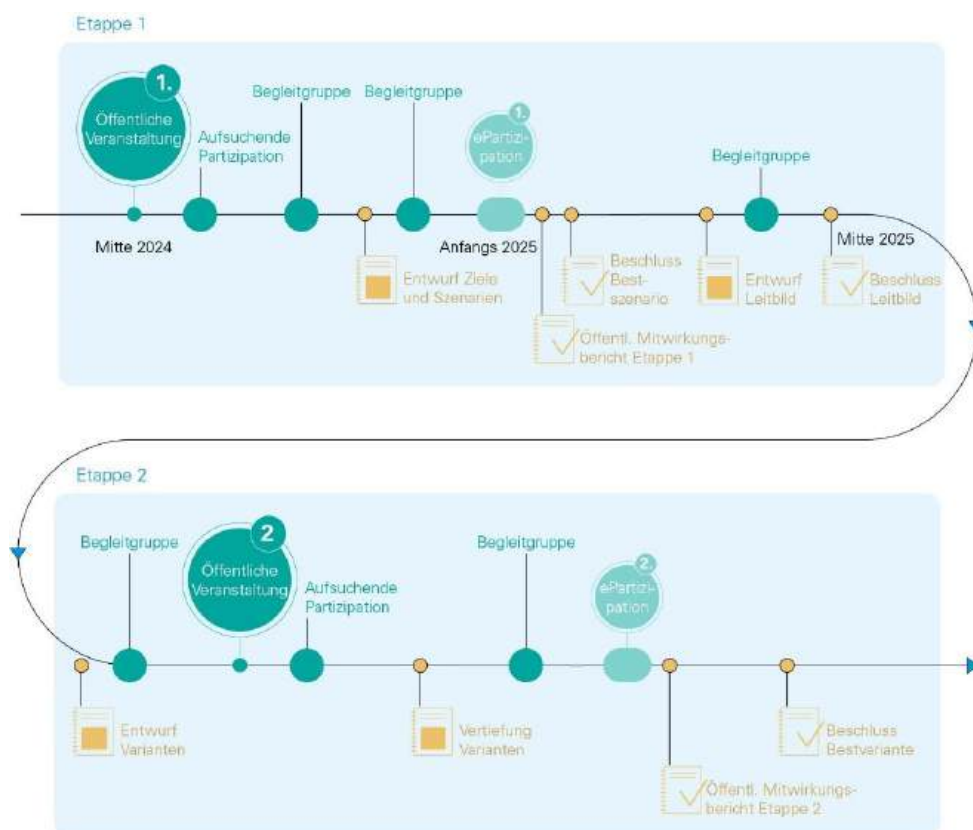 Etappe 1
1.
Öffentliche
Veranstaltung
Aufsuchende
Partizipation
Begleitgruppe
Begleitgruppe
1.
ePartizi-
pation
Begleitgruppe
Mitte 2024
Entwurf Ziele
und Szenarien
Anfangs 2025
Öffentl. Mitwirkungs-
bericht Etappe 1
Beschluss
Best-
szenario
Entwurf
Leitbild
Mitte 2025
Beschluss
Leitbild
Etappe 2
Begleitgruppe
2
Öffentliche
Veranstaltung
Aufsuchende
Partizipation
Begleitgruppe
2.
ePartizi-
pation
Entwurf
Varianten
Vertiefung
Varianten
Öffentl. Mitwirkungs-
bericht Etappe 2
Beschluss
Bestvariante